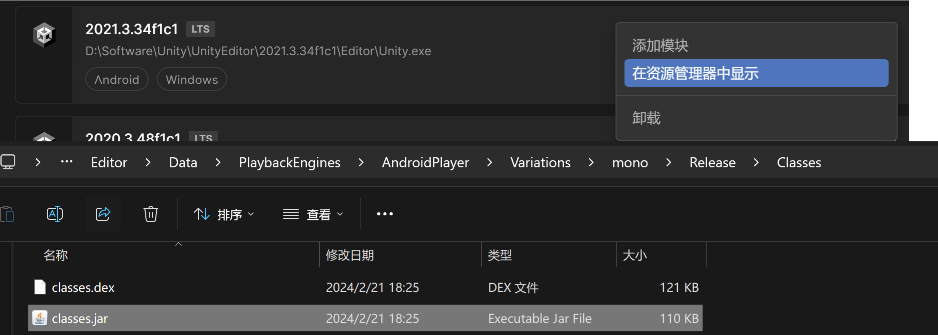 2021.3.34f1c1 LTS
D:\Software\Unity\UnityEditor\2021.3.34f1c1\Editor\Unity.exe
Android Windows
添加模块
在资源管理器中显示
卸载
2020.3.48f1c1 LTS
Editor Data PlaybackEngines AndroidPlayer Variations mono Release Classes
排序 查看
名称 修改日期 类型 大小
classes.dex 2024/2/21 18:25 DEX 文件 121 KB
classes.jar 2024/2/21 18:25 Executable Jar File 110 KB